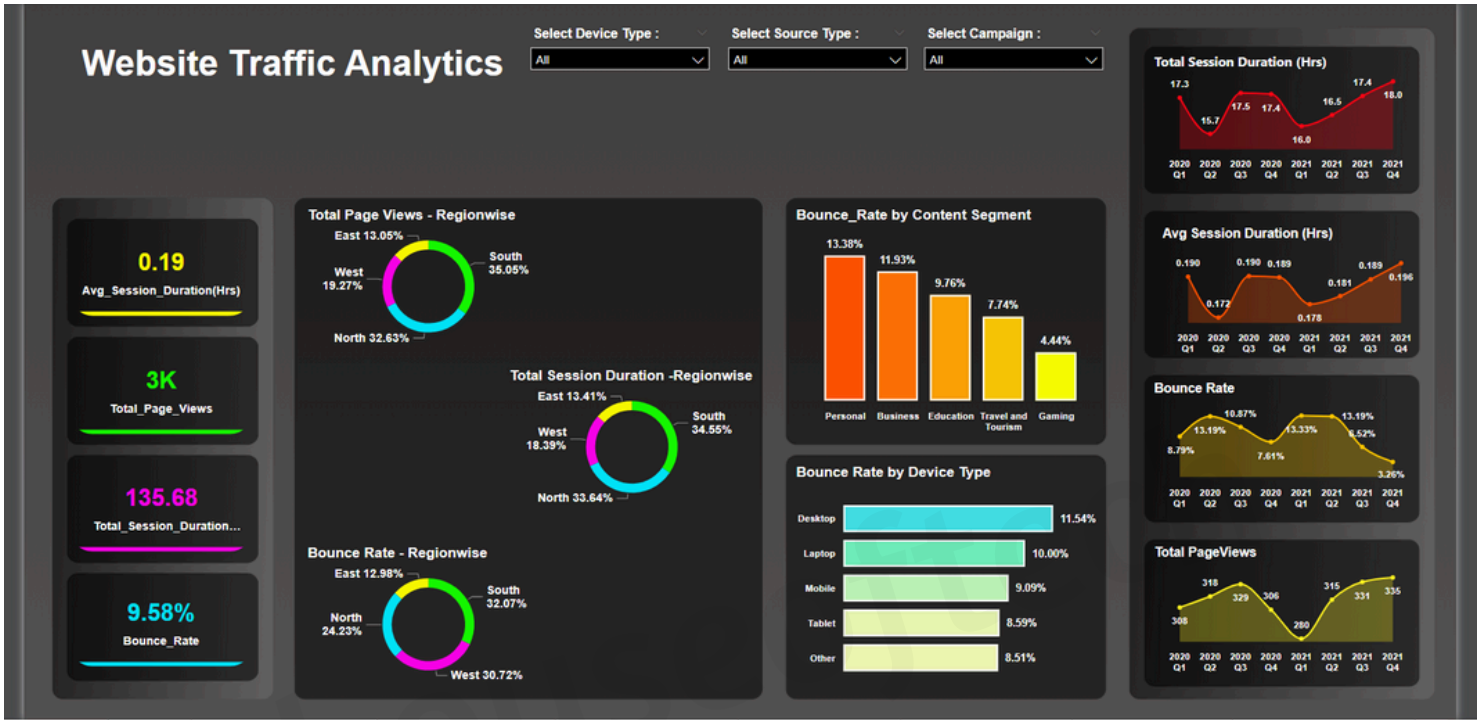 Website Traffic Analytics
Select Device Type :
All
Select Source Type :
All
Select Campaign :
All
0.19
Avg_Session_Duration(Hrs)
3K
Total_Page_Views
135.68
Total_Session_Duration...
9.58%
Bounce_Rate
Total Page Views - Regionwise
East 13.05%
South
35.05%
West
19.27%
North 32.63%
Total Session Duration -Regionwise
East 13.41%
South
34.55%
West
18.39%
North 33.64%
Bounce Rate - Regionwise
East 12.98%
South
32.07%
North
24.23%
West 30.72%
Bounce_Rate by Content Segment
13.38%
11.93%
9.76%
7.74%
4.44%
Personal Business Education Travel and Gaming
Tourism
Bounce Rate by Device Type
Desktop 11.54%
Laptop 10.00%
Mobile 9.09%
Tablet 8.59%
Other 8.51%
Total Session Duration (Hrs)
17.3 15.7 17.5 17.4 16.0 16.5 17.4 18.0
2020 2020 2020 2020 2021 2021 2021 2021
Q1 Q2 Q3 Q4 Q1 Q2 Q3 Q4
Avg Session Duration (Hrs)
0.190 0.172 0.190 0.189 0.178 0.181 0.189 0.196
2020 2020 2020 2020 2021 2021 2021 2021
Q1 Q2 Q3 Q4 Q1 Q2 Q3 Q4
Bounce Rate
8.79% 13.19% 10.87% 7.61% 13.33% 13.19% 6.52% 3.26%
2020 2020 2020 2020 2021 2021 2021 2021
Q1 Q2 Q3 Q4 Q1 Q2 Q3 Q4
Total PageViews
308 318 329 306 280 315 331 335
2020 2020 2020 2020 2021 2021 2021 2021
Q1 Q2 Q3 Q4 Q1 Q2 Q3 Q4